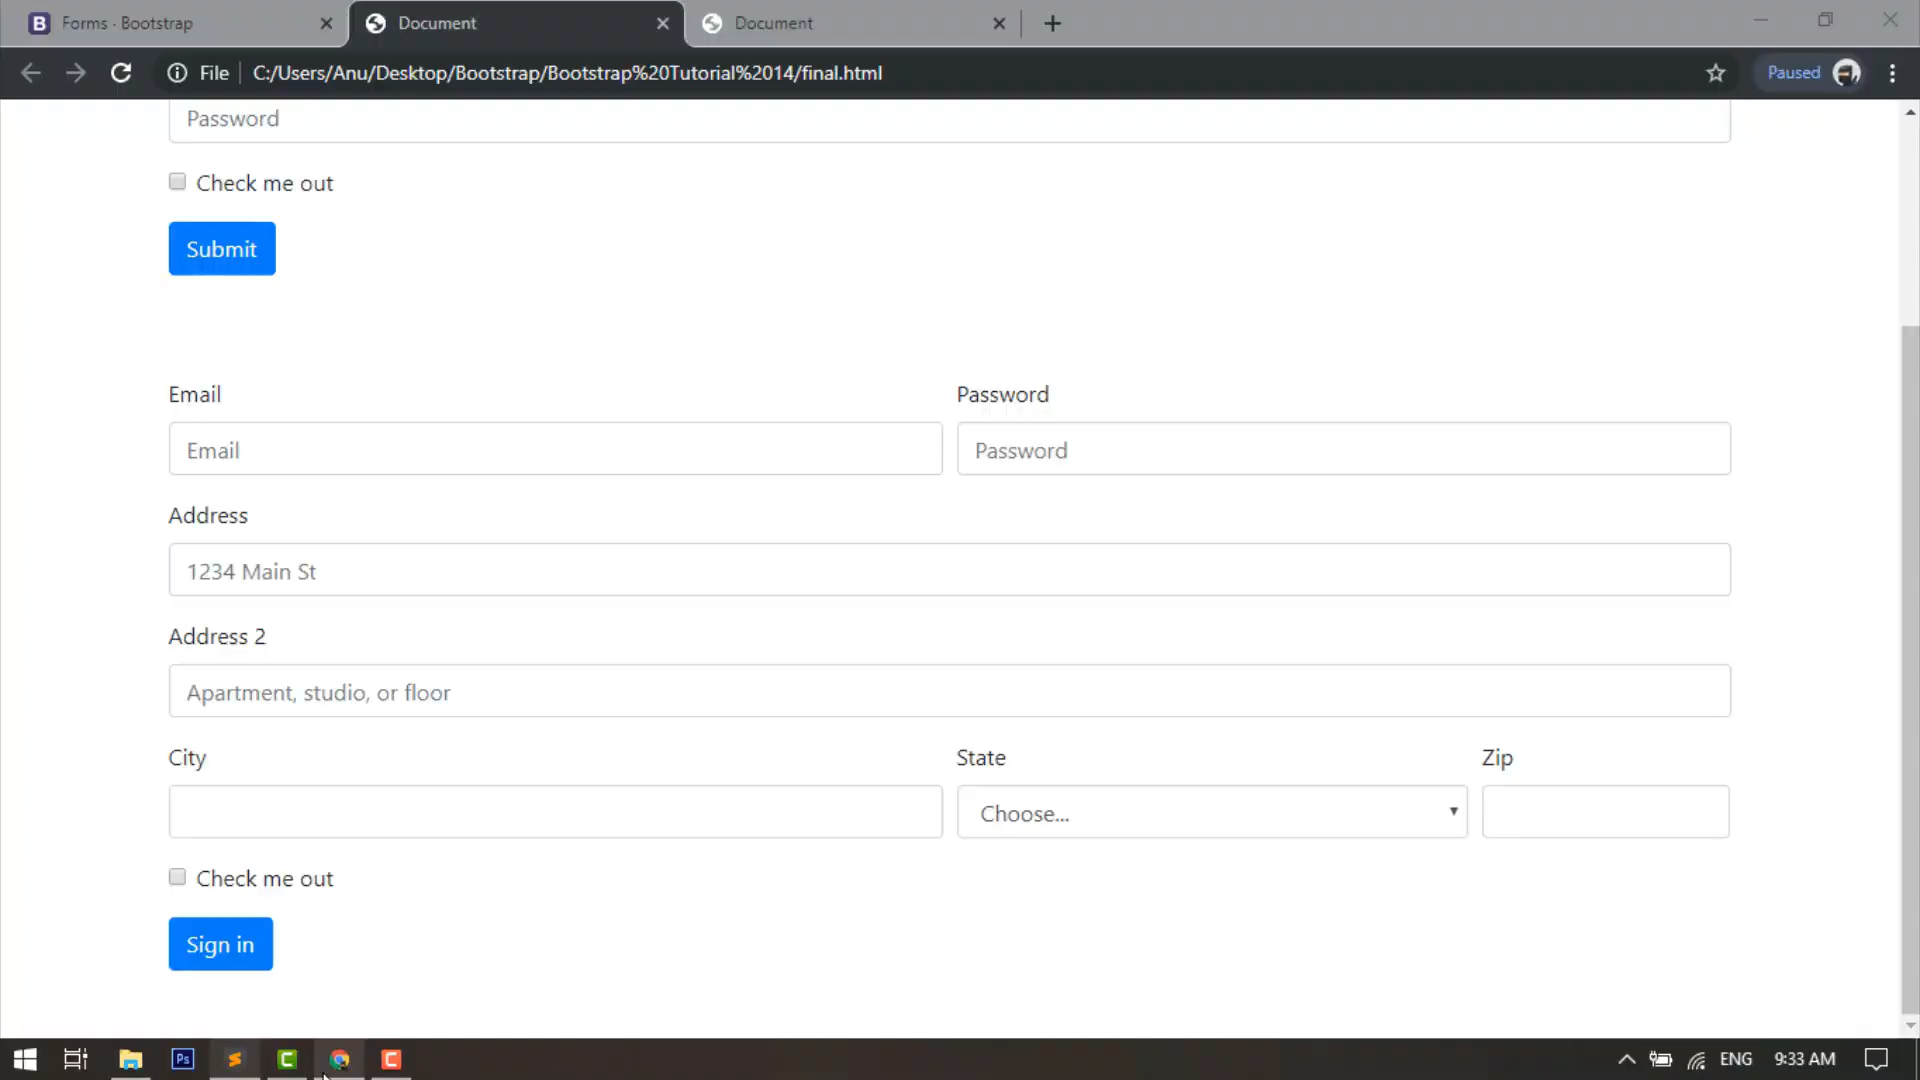 B Forms · Bootstrap
Document
Document
File
C:/Users/Anu/Desktop/Bootstrap/Bootstrap%20Tutorial%2014/final.html
Paused
Password
Check me out
Submit
Email Password
Email Password
Address
1234 Main St
Address 2
Apartment, studio, or floor
City State Zip
Choose...
Check me out
Sign in
Ps C C ENG 9:33 AM